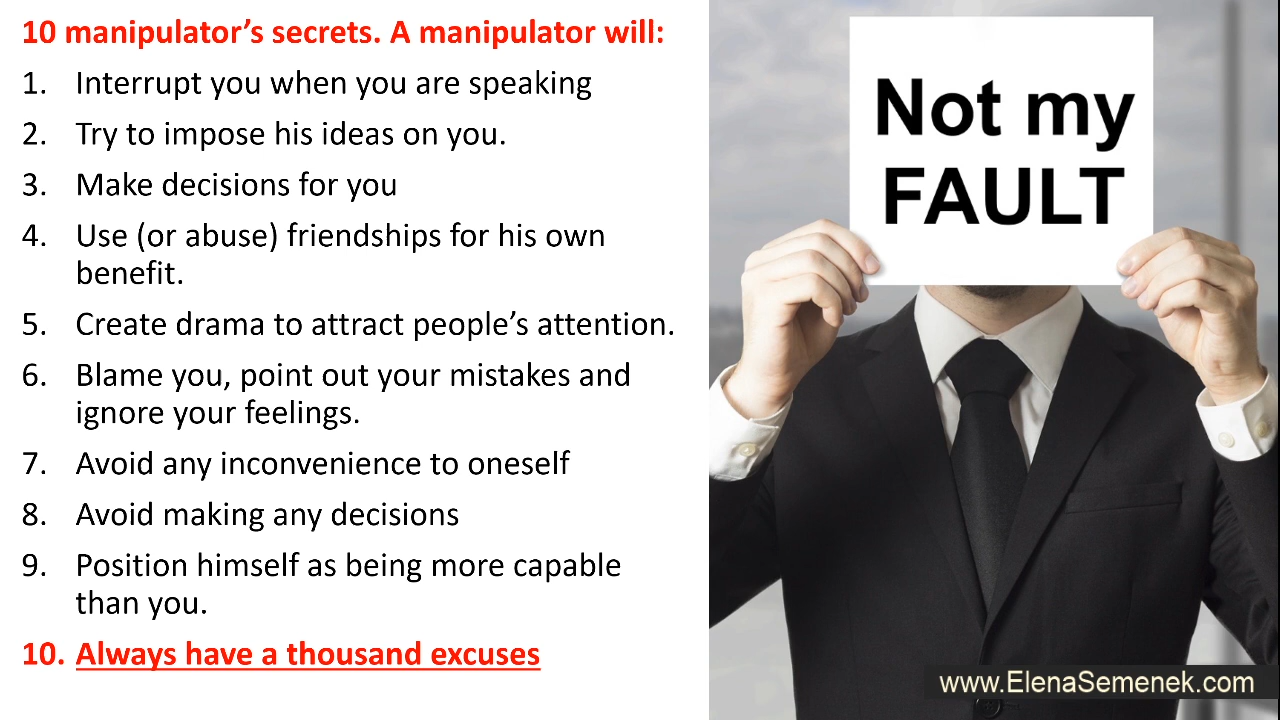 10 manipulator’s secrets. A manipulator will:
1. Interrupt you when you are speaking
2. Try to impose his ideas on you.
3. Make decisions for you
4. Use (or abuse) friendships for his own
benefit.
5. Create drama to attract people’s attention.
6. Blame you, point out your mistakes and
ignore your feelings.
7. Avoid any inconvenience to oneself
8. Avoid making any decisions
9. Position himself as being more capable
than you.
10. Always have a thousand excuses
Not my
FAULT
www.ElenaSemenek.com